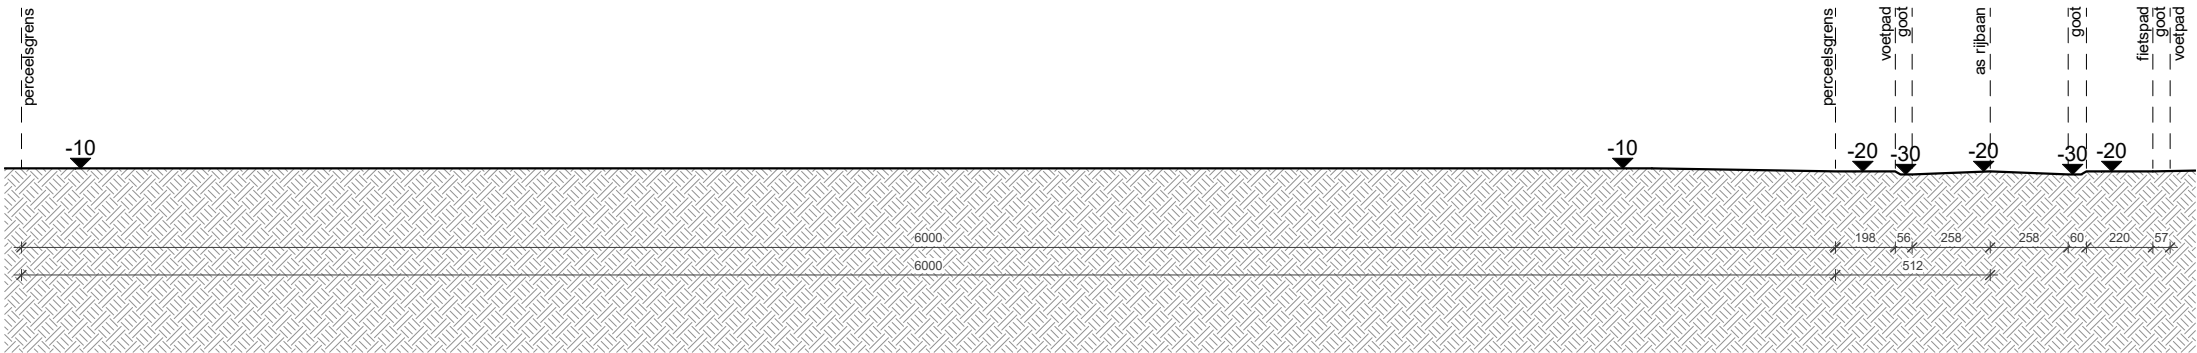 perceelsgrens
perceelsgrens
voetpad
goot
as rijbaan
goot
fietspad
goot
voetpad
-10
-10
-20
-30
-20
-30
-20
6000
198
56
258
258
60
220
57
6000
512